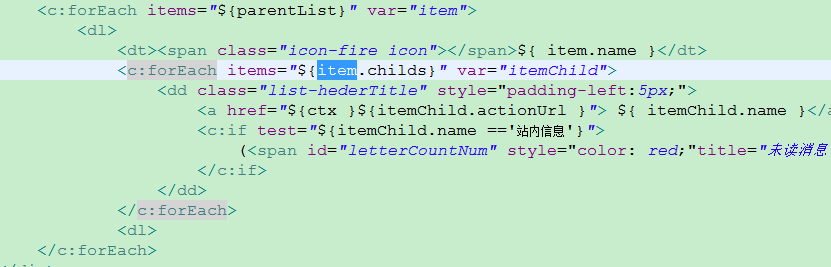 <c:forEach items="${parentList}" var="item">
<dl>
<dt><span class="icon-fire icon"></span>${ item.name }</dt>
<c:forEach items="${item.childs}" var="itemChild">
<dd class="list-hederTitle" style="padding-left:5px;">
<a href="${ctx }${itemChild.actionUrl }"> ${ itemChild.name }</a
<c:if test="${itemChild.name =='站内信息'}">
(<span id="letterCountNum" style="color: red;"title="未读消息
</c:if>
</dd>
</c:forEach>
<dl>
</c:forEach>